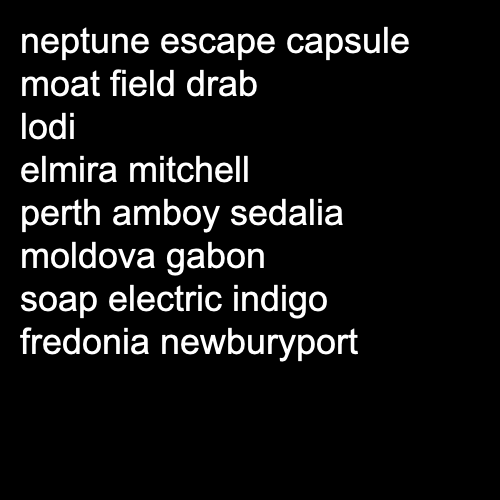 neptune escape capsule
moat field drab
lodi
elmira mitchell
perth amboy sedalia
moldova gabon
soap electric indigo
fredonia newburyport